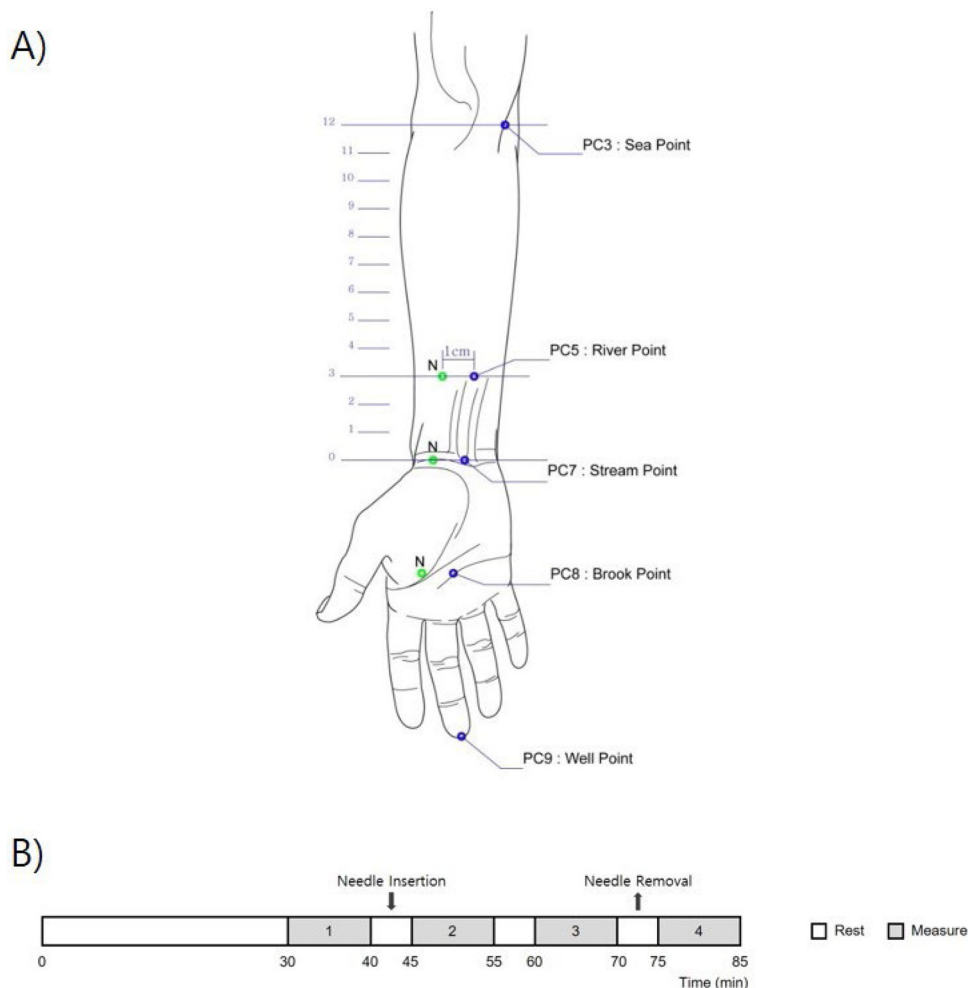 A)
12
PC3 : Sea Point
11
10
9
8
7
6
5
4
1cm
PC5 : River Point
N
3
2
1
N
0
PC7 : Stream Point
N
PC8 : Brook Point
PC9 : Well Point
B)
Needle Insertion
Needle Removal
1 2 3 4
Rest Measure
0 30 40 45 55 60 70 75 85
Time (min)